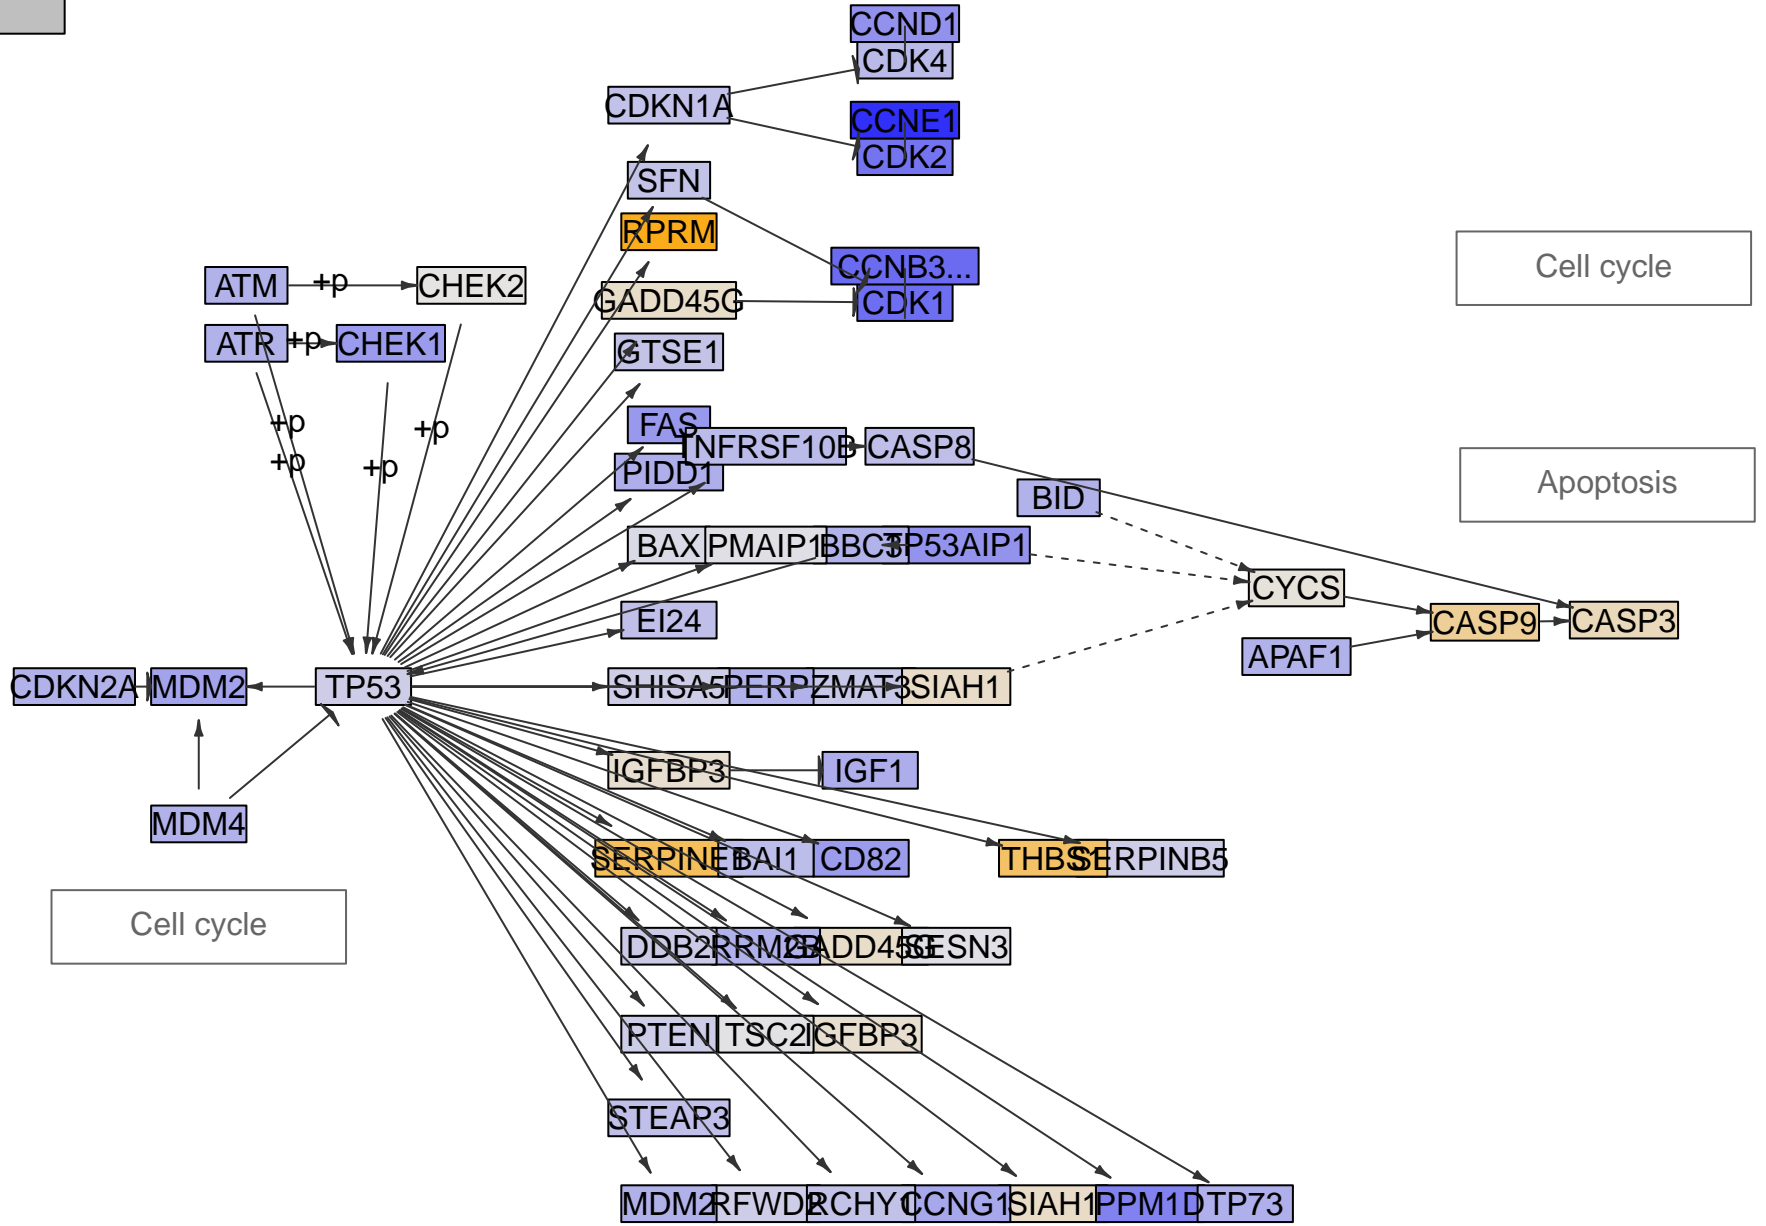 CCND1
CDK4
CDKN1A
CCNE1
CDK2
SFN
RPRM
Cell cycle
CCNB3...
ATM
+p
CHEK2
GADD45G
CDK1
ATR
+p
CHEK1
GTSE1
+p
+p
FAS
TNFRSF10B
CASP8
+p
+p
PIDD1
Apoptosis
BID
BAX
PMAIP1
BBC3
TP53AIP1
CYCS
EI24
CASP9
CASP3
APAF1
CDKN2A
MDM2
TP53
SHISA5
PERP
ZMAT3
SIAH1
IGFBP3
IGF1
MDM4
SERPINE1
BAI1
CD82
THBS1
SERPINB5
Cell cycle
DDB2
RRM2B
GADD45G
SESN3
PTEN
TSC2
IGFBP3
STEAP3
MDM2
RFWD2
RCHY1
CCNG1
SIAH1
PPM1D
TP73